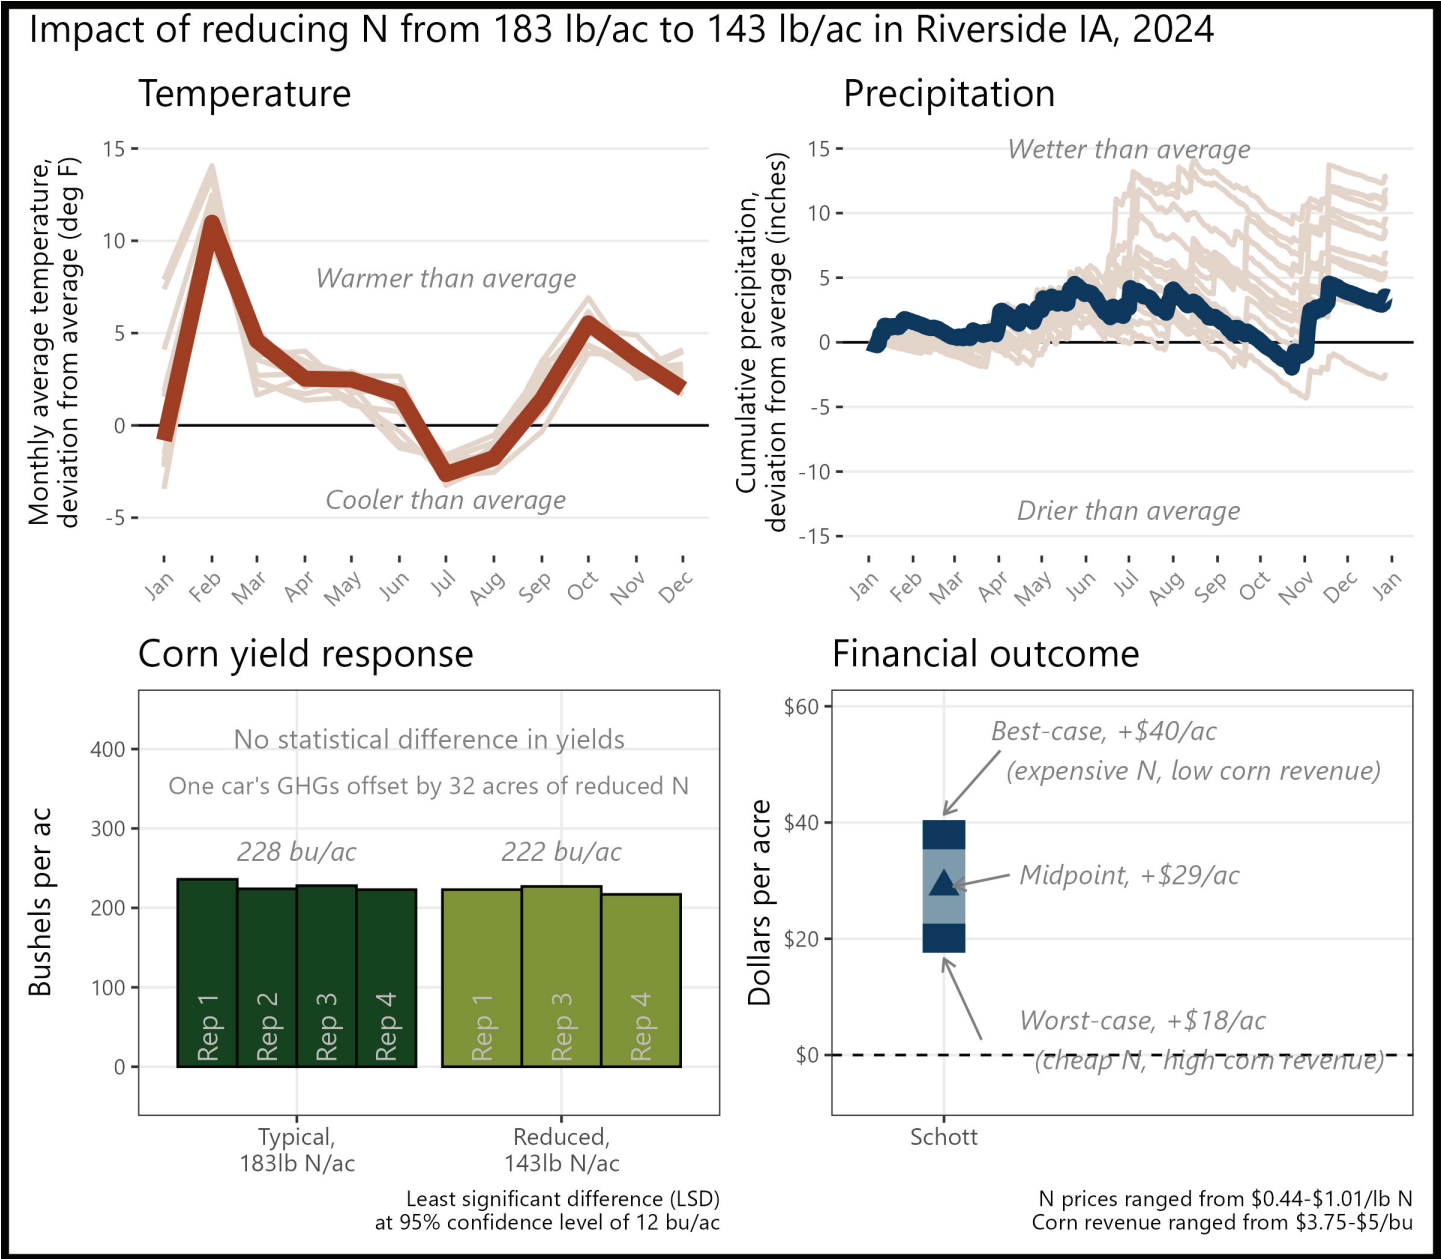 Impact of reducing N from 183 lb/ac to 143 lb/ac in Riverside IA, 2024
Temperature
Monthly average temperature,
deviation from average (deg F)
15
10
5
0
-5
Warmer than average
Cooler than average
Jan
Feb
Mar
Apr
May
Jun
Jul
Aug
Sep
Oct
Nov
Dec
Precipitation
Cumulative precipitation,
deviation from average (inches)
15
10
5
0
-5
-10
-15
Wetter than average
Drier than average
Jan
Feb
Mar
Apr
May
Jun
Jul
Aug
Sep
Oct
Nov
Dec
Jan
Corn yield response
Bushels per ac
400
300
200
100
0
No statistical difference in yields
One car's GHGs offset by 32 acres of reduced N
228 bu/ac
222 bu/ac
Rep 1
Rep 2
Rep 3
Rep 4
Rep 1
Rep 3
Rep 4
Typical,
183lb N/ac
Reduced,
143lb N/ac
Least significant difference (LSD)
at 95% confidence level of 12 bu/ac
Financial outcome
Dollars per acre
$60
$40
$20
$0
Best-case, +$40/ac
(expensive N, low corn revenue)
Midpoint, +$29/ac
Worst-case, +$18/ac
(cheap N, high corn revenue)
Schott
N prices ranged from $0.44-$1.01/lb N
Corn revenue ranged from $3.75-$5/bu